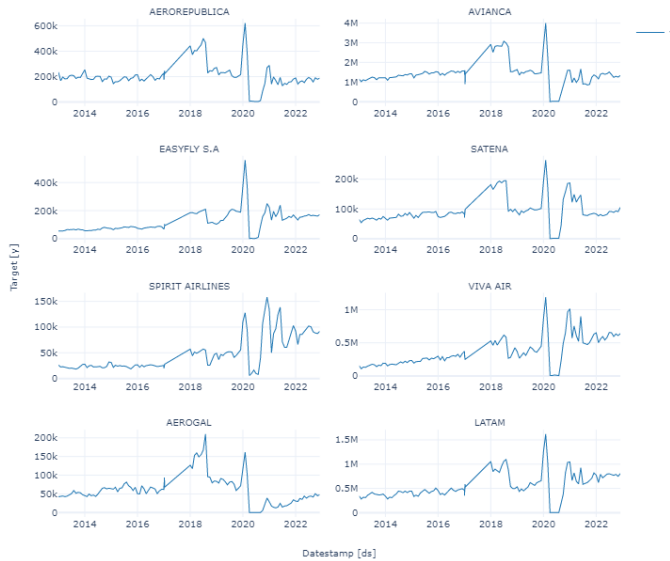 AEROREPUBLICA
600k
400k
200k
0
2014 2016 2018 2020 2022
AVIANCA
4M
3M
2M
1M
0
2014 2016 2018 2020 2022
EASYFLY S.A
400k
200k
0
2014 2016 2018 2020 2022
SATENA
200k
100k
0
2014 2016 2018 2020 2022
Target [y]
SPIRIT AIRLINES
150k
100k
50k
0
2014 2016 2018 2020 2022
VIVA AIR
1M
0.5M
0
2014 2016 2018 2020 2022
AEROGAL
200k
150k
100k
50k
0
2014 2016 2018 2020 2022
LATAM
1.5M
1M
0.5M
0
2014 2016 2018 2020 2022
Datestamp [ds]